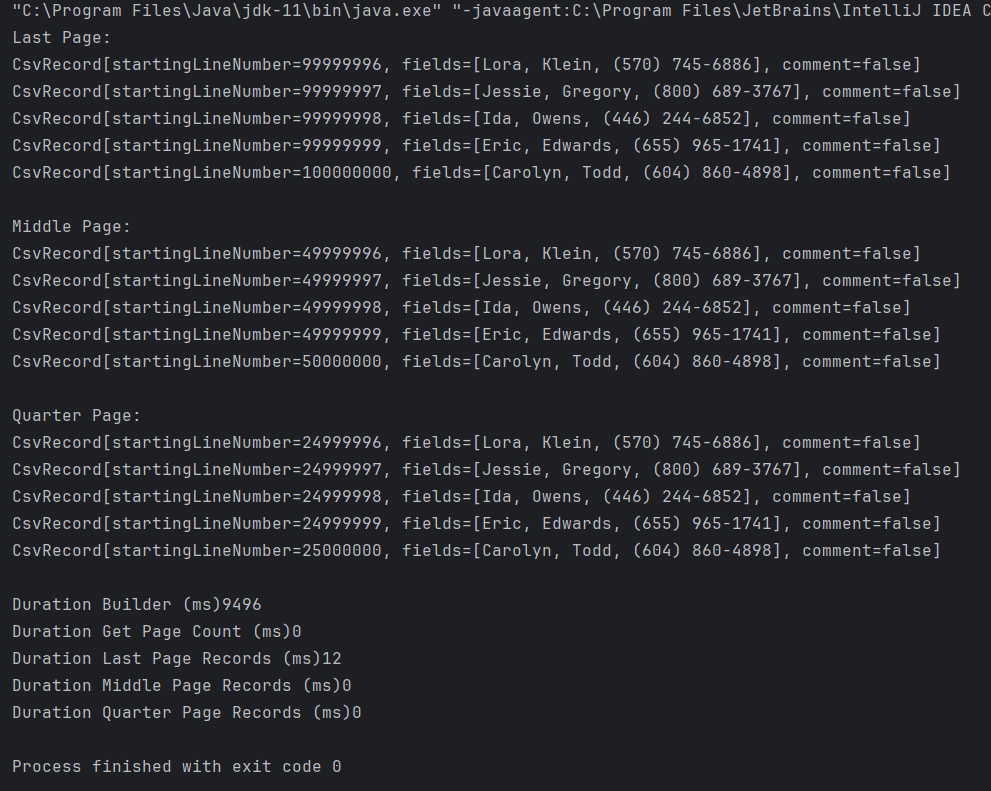 "C:\Program Files\Java\jdk-11\bin\java.exe" "-javaagent:C:\Program Files\JetBrains\IntelliJ IDEA C
Last Page:
CsvRecord[startingLineNumber=99999996, fields=[Lora, Klein, (570) 745-6886], comment=false]
CsvRecord[startingLineNumber=99999997, fields=[Jessie, Gregory, (800) 689-3767], comment=false]
CsvRecord[startingLineNumber=99999998, fields=[Ida, Owens, (446) 244-6852], comment=false]
CsvRecord[startingLineNumber=99999999, fields=[Eric, Edwards, (655) 965-1741], comment=false]
CsvRecord[startingLineNumber=100000000, fields=[Carolyn, Todd, (604) 860-4898], comment=false]

Middle Page:
CsvRecord[startingLineNumber=49999996, fields=[Lora, Klein, (570) 745-6886], comment=false]
CsvRecord[startingLineNumber=49999997, fields=[Jessie, Gregory, (800) 689-3767], comment=false]
CsvRecord[startingLineNumber=49999998, fields=[Ida, Owens, (446) 244-6852], comment=false]
CsvRecord[startingLineNumber=49999999, fields=[Eric, Edwards, (655) 965-1741], comment=false]
CsvRecord[startingLineNumber=50000000, fields=[Carolyn, Todd, (604) 860-4898], comment=false]

Quarter Page:
CsvRecord[startingLineNumber=24999996, fields=[Lora, Klein, (570) 745-6886], comment=false]
CsvRecord[startingLineNumber=24999997, fields=[Jessie, Gregory, (800) 689-3767], comment=false]
CsvRecord[startingLineNumber=24999998, fields=[Ida, Owens, (446) 244-6852], comment=false]
CsvRecord[startingLineNumber=24999999, fields=[Eric, Edwards, (655) 965-1741], comment=false]
CsvRecord[startingLineNumber=25000000, fields=[Carolyn, Todd, (604) 860-4898], comment=false]

Duration Builder (ms)9496
Duration Get Page Count (ms)0
Duration Last Page Records (ms)12
Duration Middle Page Records (ms)0
Duration Quarter Page Records (ms)0

Process finished with exit code 0